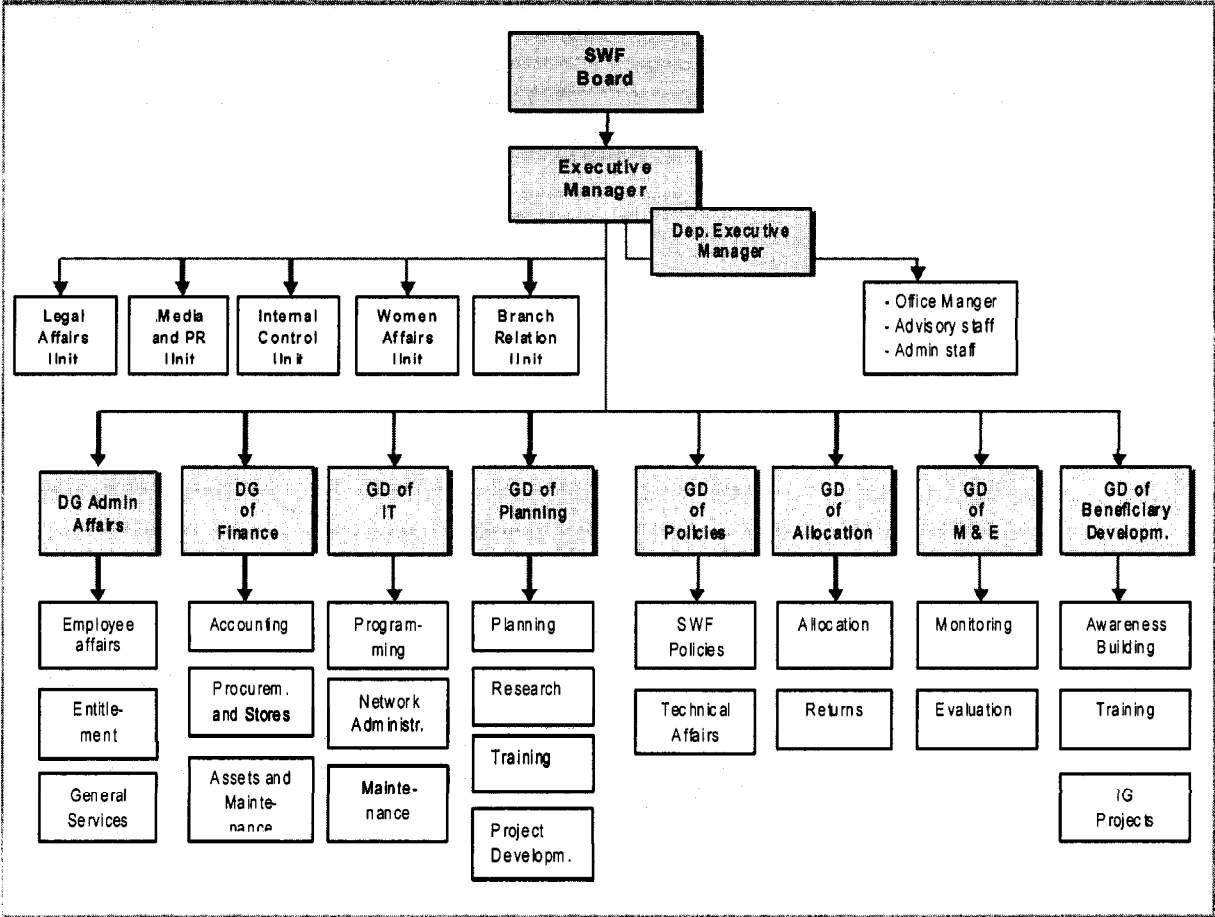 SWF
Board
Executive
Manager
Dep. Executive
Manager
- Office Manger
- Advisory staff
- Admin staff
Legal
Affairs
Unit
.Media
and PR
Unit
Internal
Control
Unit
Women
Affairs
Unit
Branch
Relation
Unit
DG Admin
Affairs
DG
of
Finance
GD of
IT
GD of
Planning
GD
of
Policies
GD
of
Allocation
GD
of
M & E
GD of
Beneficiary
Developm.
Employee
affairs
Accounting
Program-
ming
Planning
SWF
Policies
Allocation
Monitoring
Awareness
Building
Entitle-
ment
Procurem.
and Stores
Network
Administr.
Research
Technical
Affairs
Returns
Evaluation
Training
General
Services
Assets and
Mainte-
nance
Mainte-
nance
Training
IG
Projects
Project
Developm.